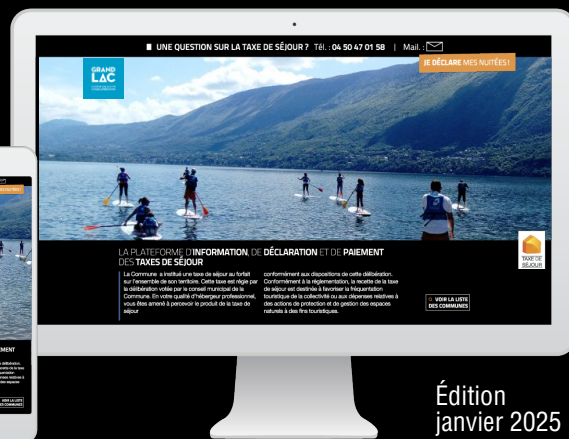 UNE QUESTION SUR LA TAXE DE SÉJOUR ? Tél. : 04 50 47 01 58 | Mail. :
JE DÉCLARE MES NUITÉES !
GRAND
LAC
LA PLATEFORME D'INFORMATION, DE DÉCLARATION ET DE PAIEMENT
DES TAXES DE SÉJOUR
La Commune a institué une taxe de séjour au forfait
sur l'ensemble de son territoire. Cette taxe est régie par
la délibération votée par le conseil municipal de la
Commune. En votre qualité d'hébergeur professionnel,
vous êtes amené à percevoir le produit de la taxe de
séjour
conformément aux dispositions de cette délibération.
Conformément à la réglementation, la recette de la taxe
de séjour est destinée à favoriser la fréquentation
touristique de la collectivité ou aux dépenses relatives à
des actions de protection et de gestion des espaces
naturels à des fins touristiques.
TAXE DE
SÉJOUR
VOIR LA LISTE
DES COMMUNES
VOIR LA LISTE
DES COMMUNES
Édition
janvier 2025